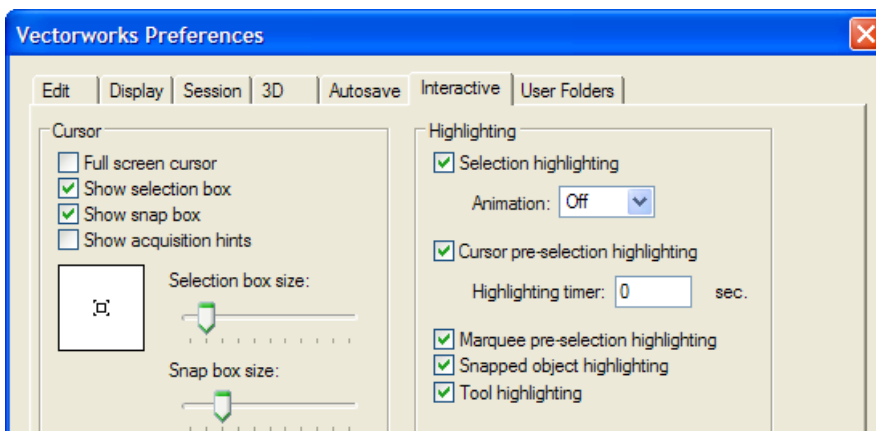 Vectorworks Preferences
Edit Display Session 3D Autosave Interactive User Folders
Cursor
Full screen cursor
Show selection box
Show snap box
Show acquisition hints
Selection box size:
Snap box size:
Highlighting
Selection highlighting
Animation: Off
Cursor pre-selection highlighting
Highlighting timer: 0 sec.
Marquee pre-selection highlighting
Snapped object highlighting
Tool highlighting